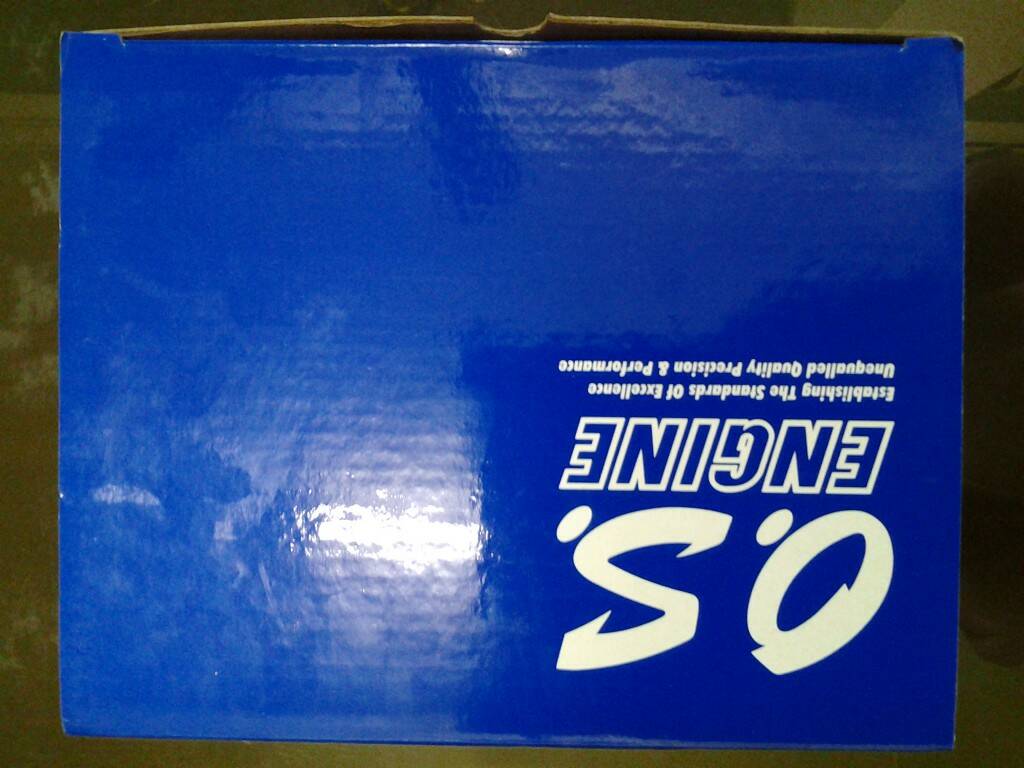 O.S.
ENGINE
Establishing The Standards Of Excellence
Unequalled Quality Precision & Performance